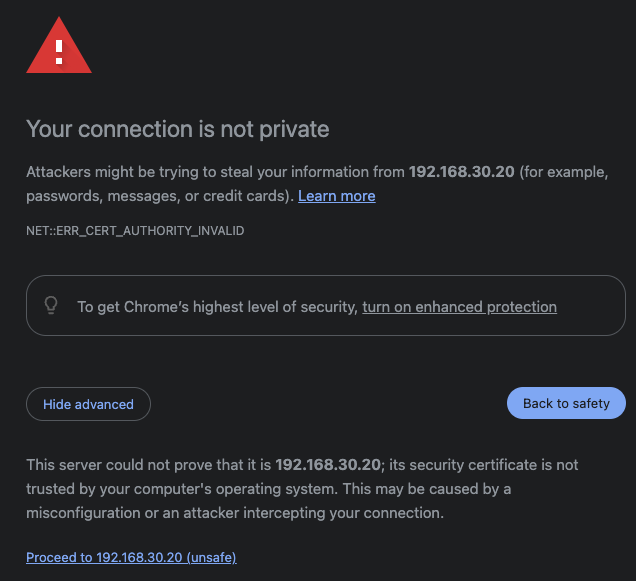 Your connection is not private
Attackers might be trying to steal your information from 192.168.30.20 (for example,
passwords, messages, or credit cards). Learn more
NET::ERR_CERT_AUTHORITY_INVALID
To get Chrome’s highest level of security, turn on enhanced protection
Hide advanced
Back to safety
This server could not prove that it is 192.168.30.20; its security certificate is not
trusted by your computer's operating system. This may be caused by a
misconfiguration or an attacker intercepting your connection.
Proceed to 192.168.30.20 (unsafe)